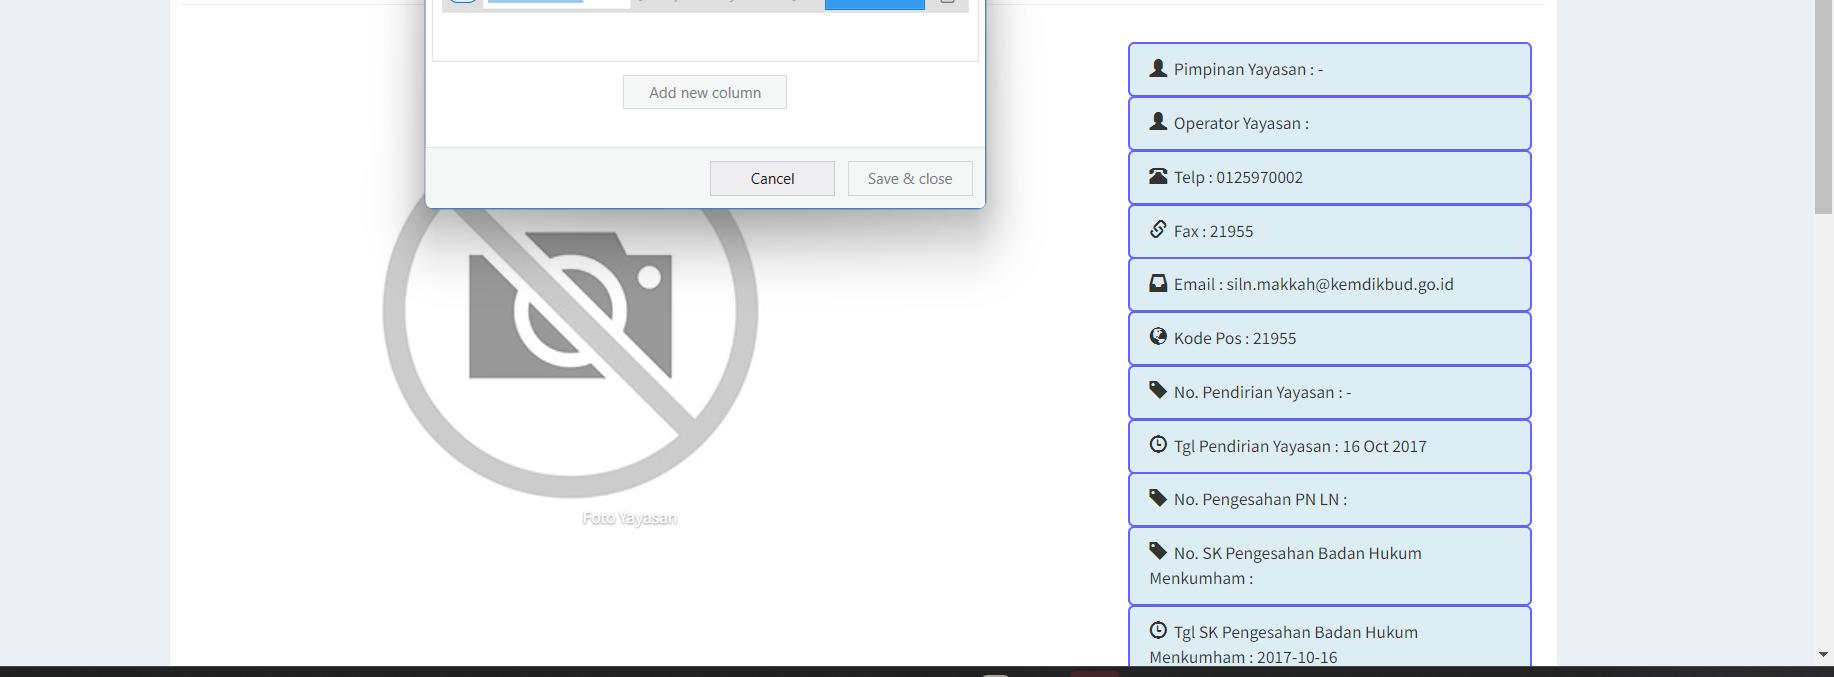 Add new column
Cancel
Save & close
Foto Yayasan
Pimpinan Yayasan : -
Operator Yayasan :
Telp : 0125970002
Fax : 21955
Email : siln.makkah@kemdikbud.go.id
Kode Pos : 21955
No. Pendirian Yayasan : -
Tgl Pendirian Yayasan : 16 Oct 2017
No. Pengesahan PN LN :
No. SK Pengesahan Badan Hukum
Menkumham :
Tgl SK Pengesahan Badan Hukum
Menkumham : 2017-10-16